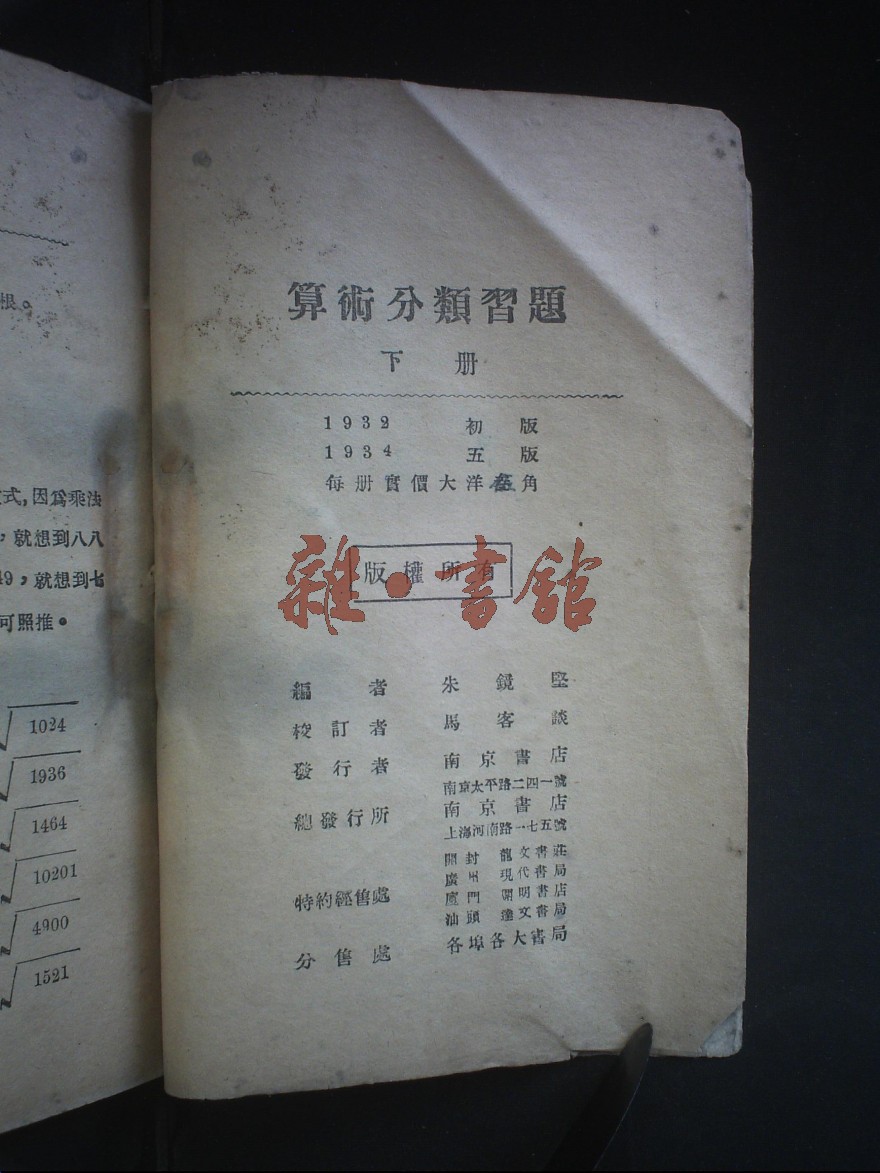 根。
式,因爲乘法
,就想到八八
49,就想到七
可照推。
√1024
√1936
√1464
√10201
√4900
√1521
算術分類習題
下册
1932 初版
1934 五版
每册實價大洋伍角
版權所有
雜·書館
編者 朱鏡堅
校訂者 馬客談
發行者 南京書店
南京太平路二四一號
總發行所 南京書店
上海河南路一七五號
特約經售處 開封 龍文書莊
廣州 現代書局
廈門 開明書店
汕頭 達文書局
分售處 各埠各大書局